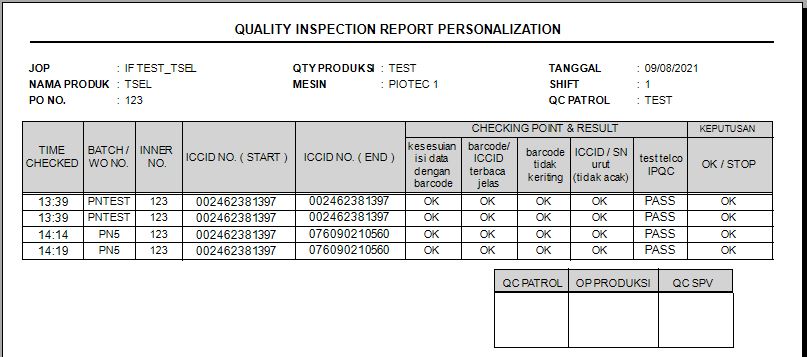 QUALITY INSPECTION REPORT PERSONALIZATION
JOP : IF TEST_TSEL QTY PRODUKSI : TEST TANGGAL : 09/08/2021
NAMA PRODUK : TSEL MESIN : PIOTEC 1 SHIFT : 1
PO NO. : 123 QC PATROL : TEST
CHECKING POINT & RESULT KEPUTUSAN
TIME CHECKED BATCH / WO NO. INNER NO. ICCID NO. ( START ) ICCID NO. ( END ) kesesuian isi data dengan barcode barcode/ ICCID terbaca jelas barcode tidak keriting ICCID / SN urut (tidak acak) test telco IPQC OK / STOP
13:39 PNTEST 123 002462381397 002462381397 OK OK OK OK PASS OK
13:39 PNTEST 123 002462381397 002462381397 OK OK OK OK PASS OK
14:14 PN5 123 002462381397 076090210560 OK OK OK OK PASS OK
14:19 PN5 123 002462381397 076090210560 OK OK OK OK PASS OK
QC PATROL OP PRODUKSI QC SPV